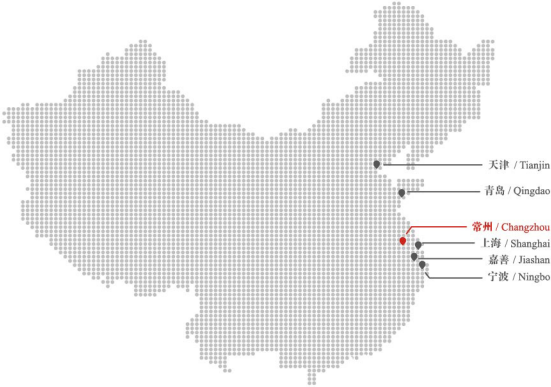 天津 / Tianjin
青岛 / Qingdao
常州 / Changzhou
上海 / Shanghai
嘉善 / Jiashan
宁波 / Ningbo